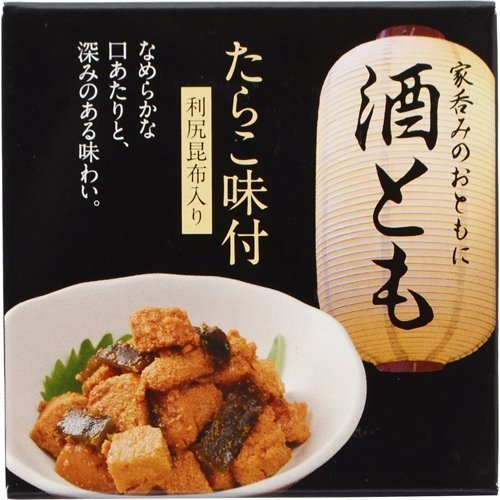 家呑みのおともに
酒とも
たらこ味付
利尻昆布入り
なめらかな
口あたりと、
深みのある味わい。